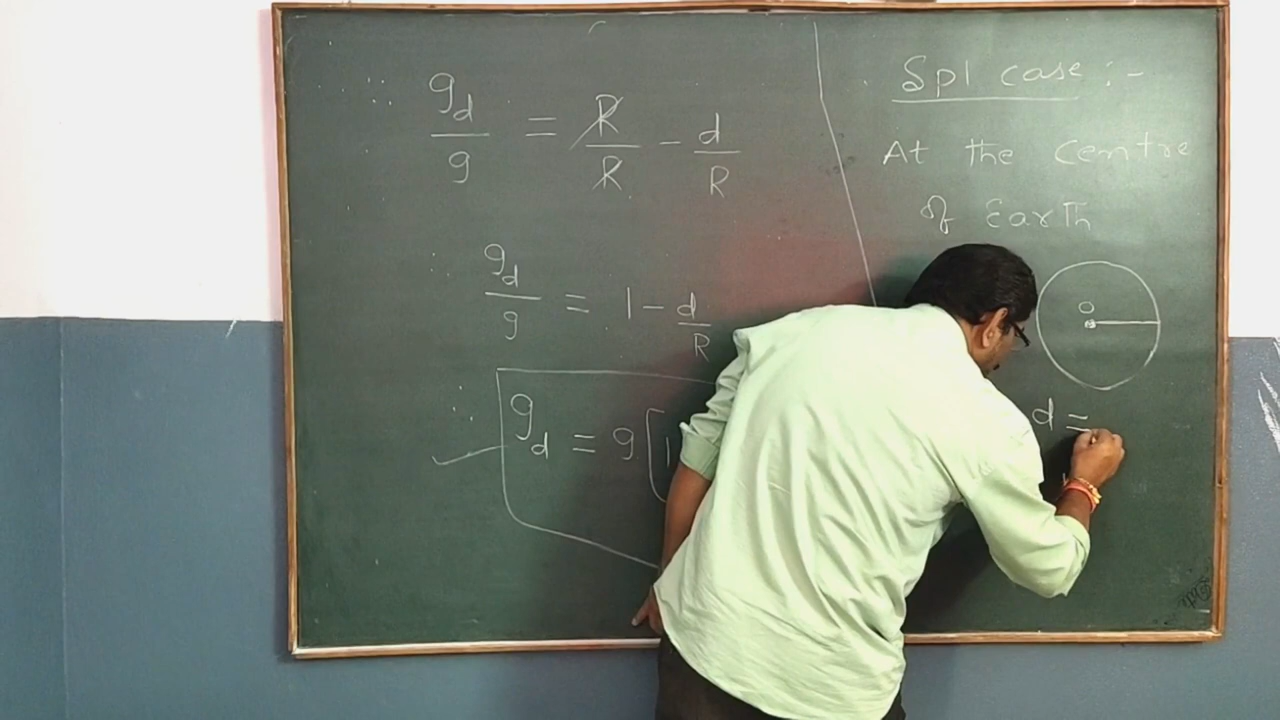 ∴ g_d/g = R/R − d/R
∴ g_d/g = 1 − d/R
∴ g_d = g[1
Spl case :-
At the centre
of Earth
O
d =